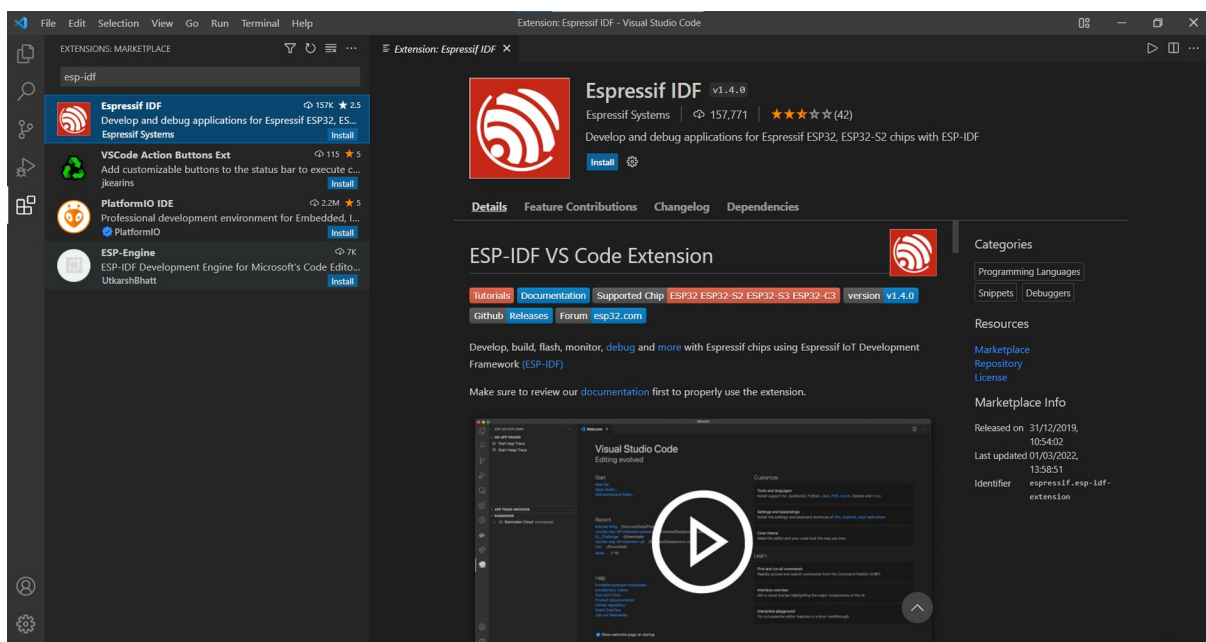 File Edit Selection View Go Run Terminal Help
Extension: Espressif IDF - Visual Studio Code
EXTENSIONS: MARKETPLACE
esp-idf
Espressif IDF 157K 2.5
Develop and debug applications for Espressif ESP32, ES...
Espressif Systems Install
VSCode Action Buttons Ext 115 5
Add customizable buttons to the status bar to execute c...
jkearins Install
PlatformIO IDE 2.2M 5
Professional development environment for Embedded, I...
PlatformIO Install
ESP-Engine 7K
ESP-IDF Development Engine for Microsoft's Code Edito...
UtkarshBhatt Install
Extension: Espressif IDF
Espressif IDF v1.4.0
Espressif Systems 157,771 (42)
Develop and debug applications for Espressif ESP32, ESP32-S2 chips with ESP-IDF
Install
Details Feature Contributions Changelog Dependencies
ESP-IDF VS Code Extension
Tutorials Documentation Supported Chip ESP32 ESP32-S2 ESP32-S3 ESP32-C3 version v1.4.0
Github Releases Forum esp32.com
Develop, build, flash, monitor, debug and more with Espressif chips using Espressif IoT Development
Framework (ESP-IDF)
Make sure to review our documentation first to properly use the extension.
Visual Studio Code
Editing evolved
Start
Recent
Help
Customize
Learn
Categories
Programming Languages
Snippets Debuggers
Resources
Marketplace
Repository
License
Marketplace Info
Released on 31/12/2019,
10:54:02
Last updated 01/03/2022,
13:58:51
Identifier espressif.esp-idf-
extension